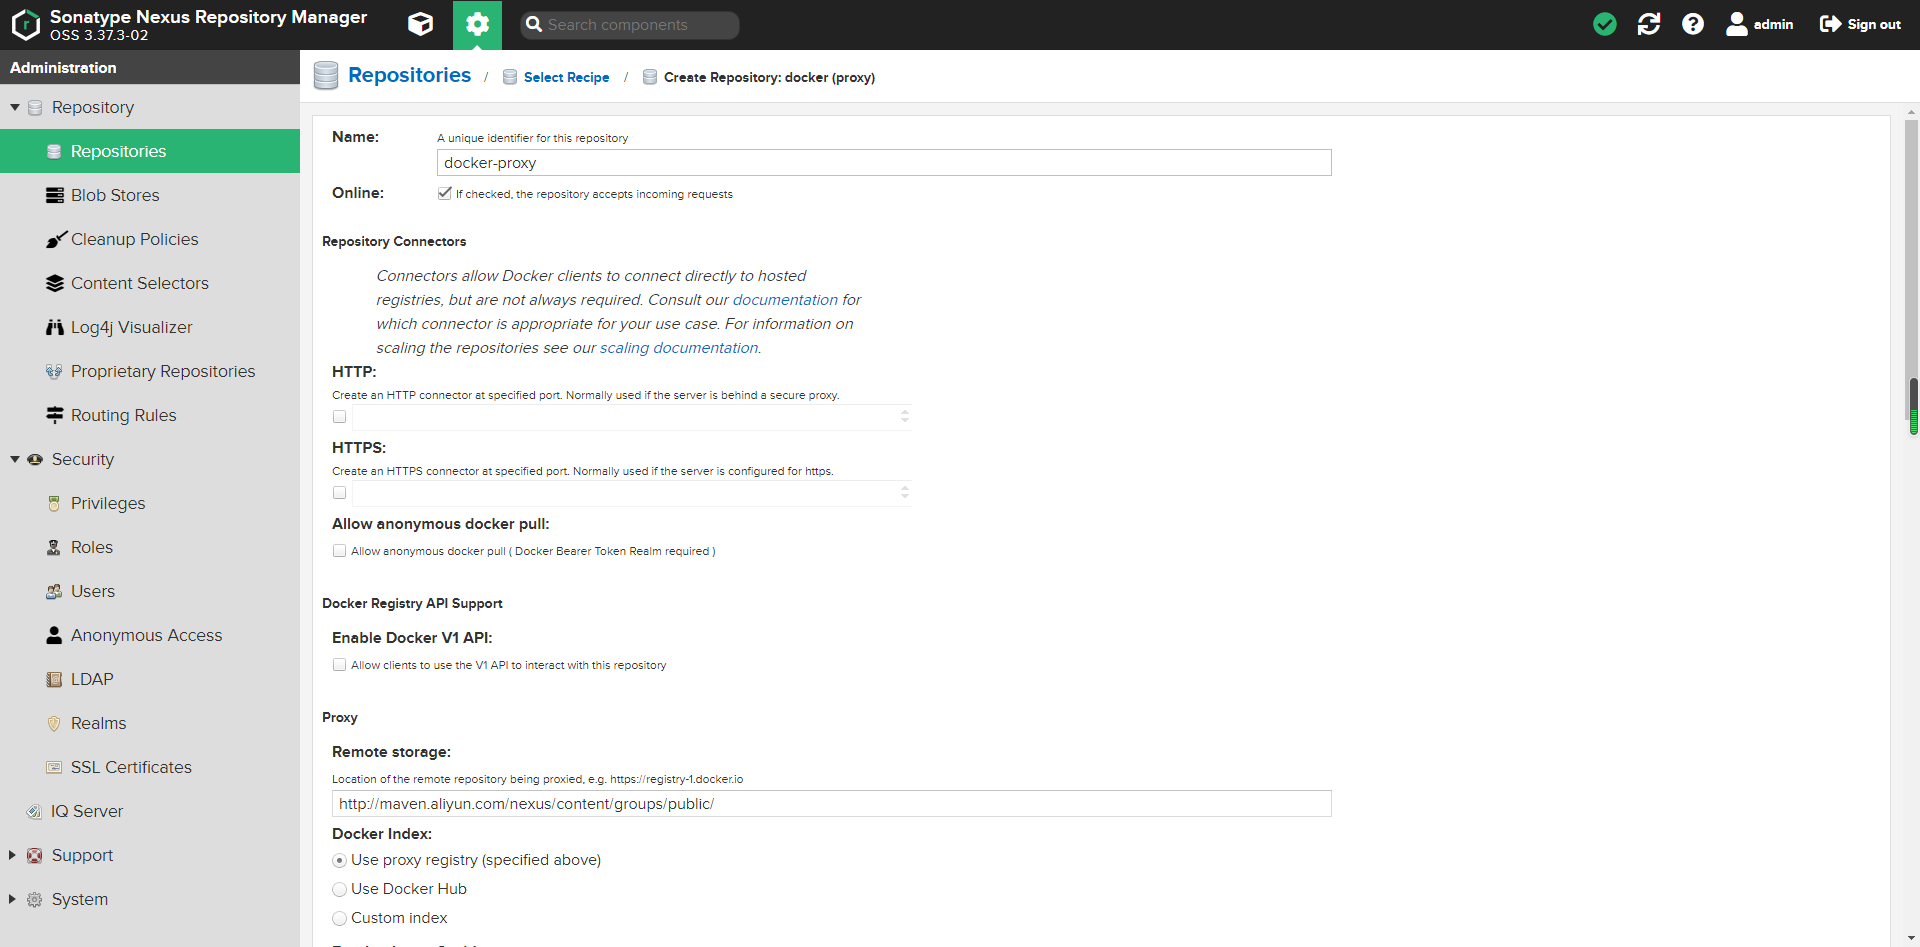 Sonatype Nexus Repository Manager
OSS 3.37.3-02
Search components
admin
Sign out
Administration
Repository
Repositories
Blob Stores
Cleanup Policies
Content Selectors
Log4j Visualizer
Proprietary Repositories
Routing Rules
Security
Privileges
Roles
Users
Anonymous Access
LDAP
Realms
SSL Certificates
IQ Server
Support
System
Repositories / Select Recipe / Create Repository: docker (proxy)
Name:
A unique identifier for this repository
docker-proxy
Online:
If checked, the repository accepts incoming requests
Repository Connectors
Connectors allow Docker clients to connect directly to hosted
registries, but are not always required. Consult our documentation for
which connector is appropriate for your use case. For information on
scaling the repositories see our scaling documentation.
HTTP:
Create an HTTP connector at specified port. Normally used if the server is behind a secure proxy.
HTTPS:
Create an HTTPS connector at specified port. Normally used if the server is configured for https.
Allow anonymous docker pull:
Allow anonymous docker pull ( Docker Bearer Token Realm required )
Docker Registry API Support
Enable Docker V1 API:
Allow clients to use the V1 API to interact with this repository
Proxy
Remote storage:
Location of the remote repository being proxied, e.g. https://registry-1.docker.io
http://maven.aliyun.com/nexus/content/groups/public/
Docker Index:
Use proxy registry (specified above)
Use Docker Hub
Custom index